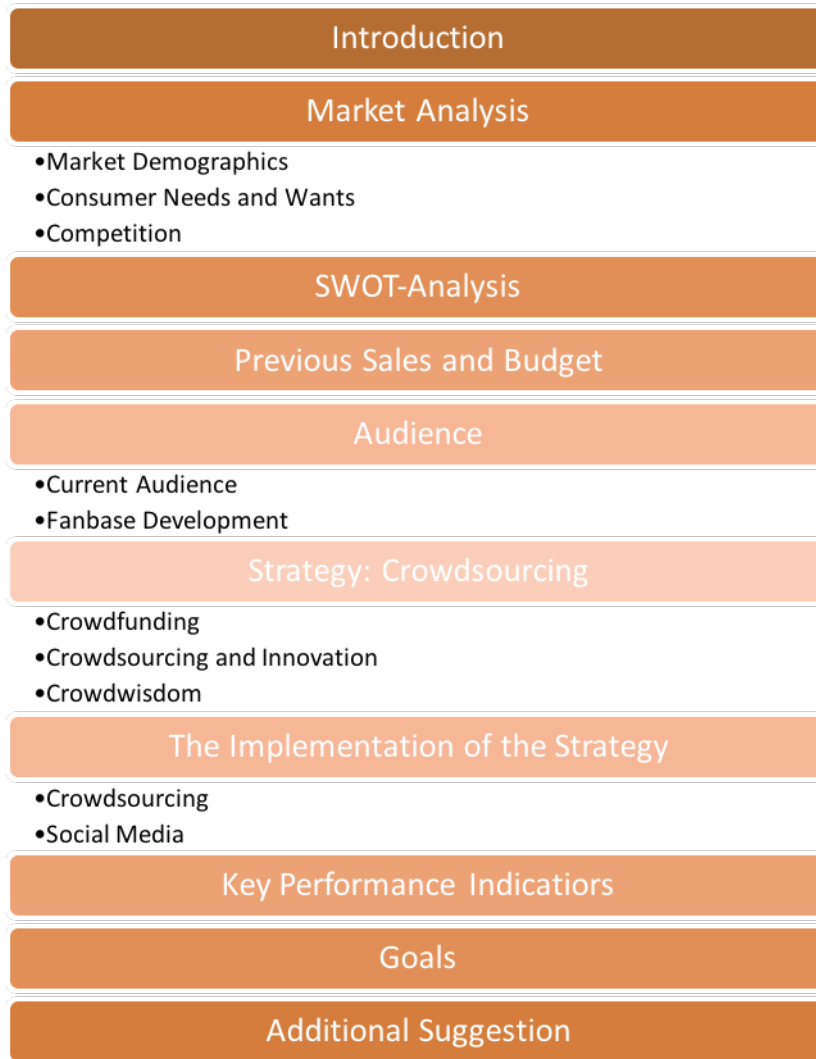 Introduction
Market Analysis
•Market Demographics
•Consumer Needs and Wants
•Competition
SWOT-Analysis
Previous Sales and Budget
Audience
•Current Audience
•Fanbase Development
Strategy: Crowdsourcing
•Crowdfunding
•Crowdsourcing and Innovation
•Crowdwisdom
The Implementation of the Strategy
•Crowdsourcing
•Social Media
Key Performance Indicatiors
Goals
Additional Suggestion